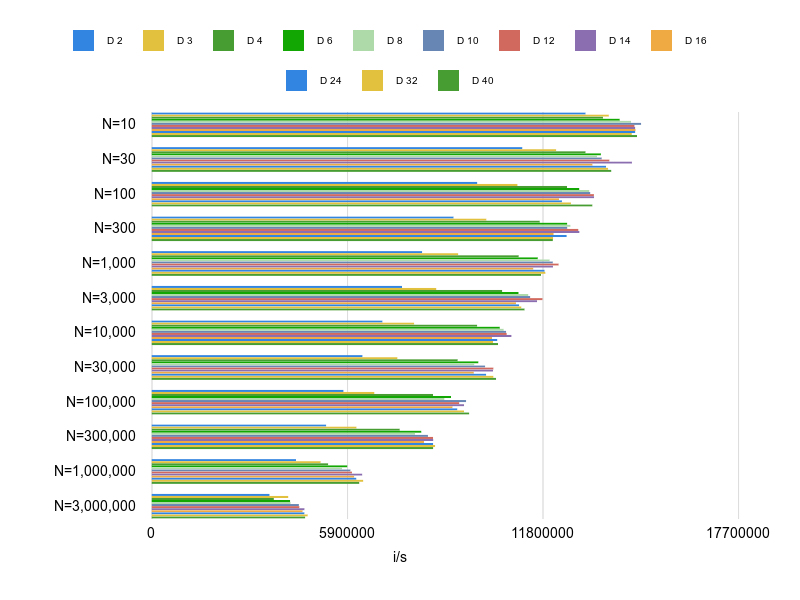 D 2 D 3 D 4 D 6 D 8 D 10 D 12 D 14 D 16
D 24 D 32 D 40
N=10
N=30
N=100
N=300
N=1,000
N=3,000
N=10,000
N=30,000
N=100,000
N=300,000
N=1,000,000
N=3,000,000
0 5900000 11800000 17700000
i/s